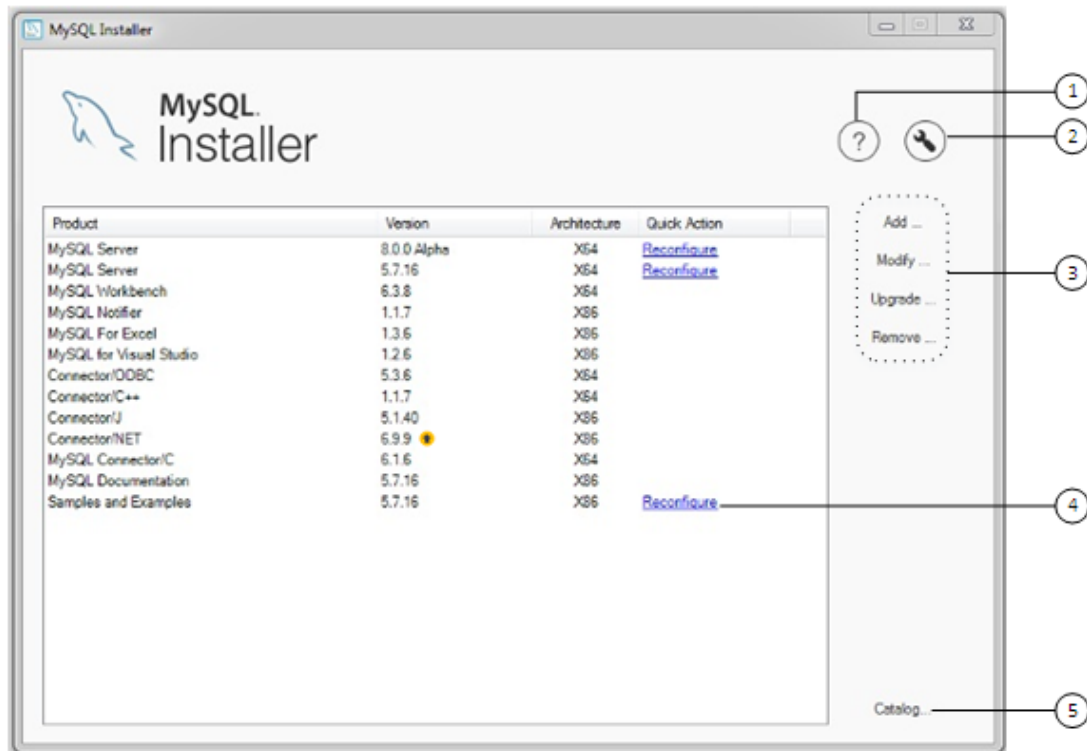 MySQL Installer
MySQL.
Installer
1
?
2
Product Version Architecture Quick Action
MySQL Server 8.0.0 Alpha X64 Reconfigure
MySQL Server 5.7.16 X64 Reconfigure
MySQL Workbench 6.3.8 X64
MySQL Notifier 1.1.7 X86
MySQL For Excel 1.3.6 X86
MySQL for Visual Studio 1.2.6 X86
Connector/ODBC 5.3.6 X64
Connector/C++ 1.1.7 X64
Connector/J 5.1.40 X86
Connector/NET 6.9.9 X86
MySQL Connector/C 6.1.6 X64
MySQL Documentation 5.7.16 X86
Samples and Examples 5.7.16 X86 Reconfigure
Add ...
Modify ...
Upgrade ...
Remove ...
3
4
Catalog...
5